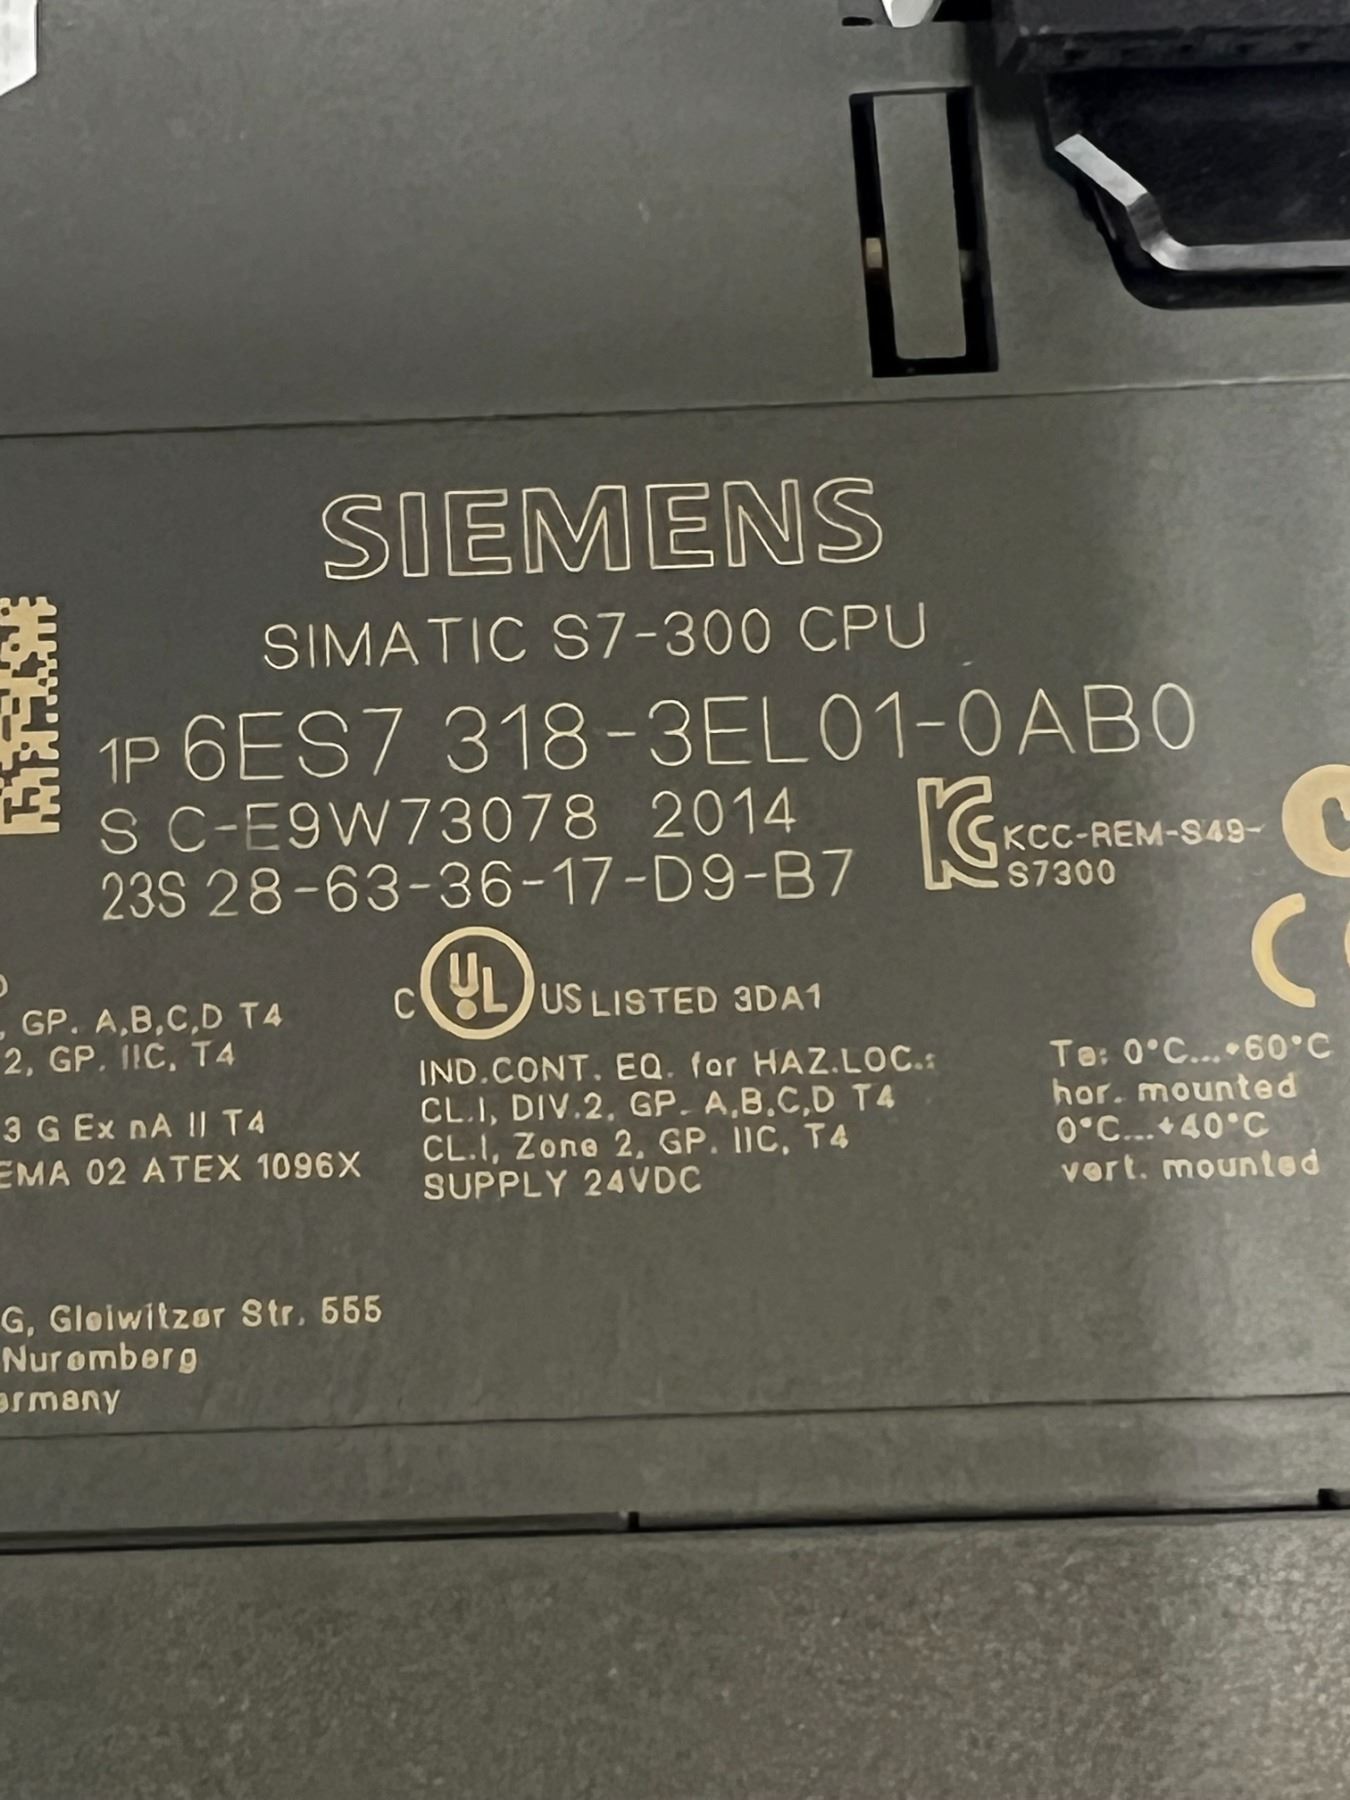 SIEMENS
SIMATIC S7-300 CPU
1P 6ES7 318-3EL01-0AB0
S C-E9W73078 2014
23S 28-63-36-17-D9-B7
KCC-REM-S49-
S7300
, GP. A,B,C,D T4
2, GP. IIC, T4
3 G Ex nA II T4
EMA 02 ATEX 1096X
C UL US LISTED 3DA1
IND.CONT. EQ. for HAZ.LOC.:
CL.I, DIV.2, GP. A,B,C,D T4
CL.I, Zone 2, GP. IIC, T4
SUPPLY 24VDC
Ta: 0°C...+60°C
hor. mounted
0°C...+40°C
vert. mounted
G, Gleiwitzer Str. 555
Nuremberg
ermany